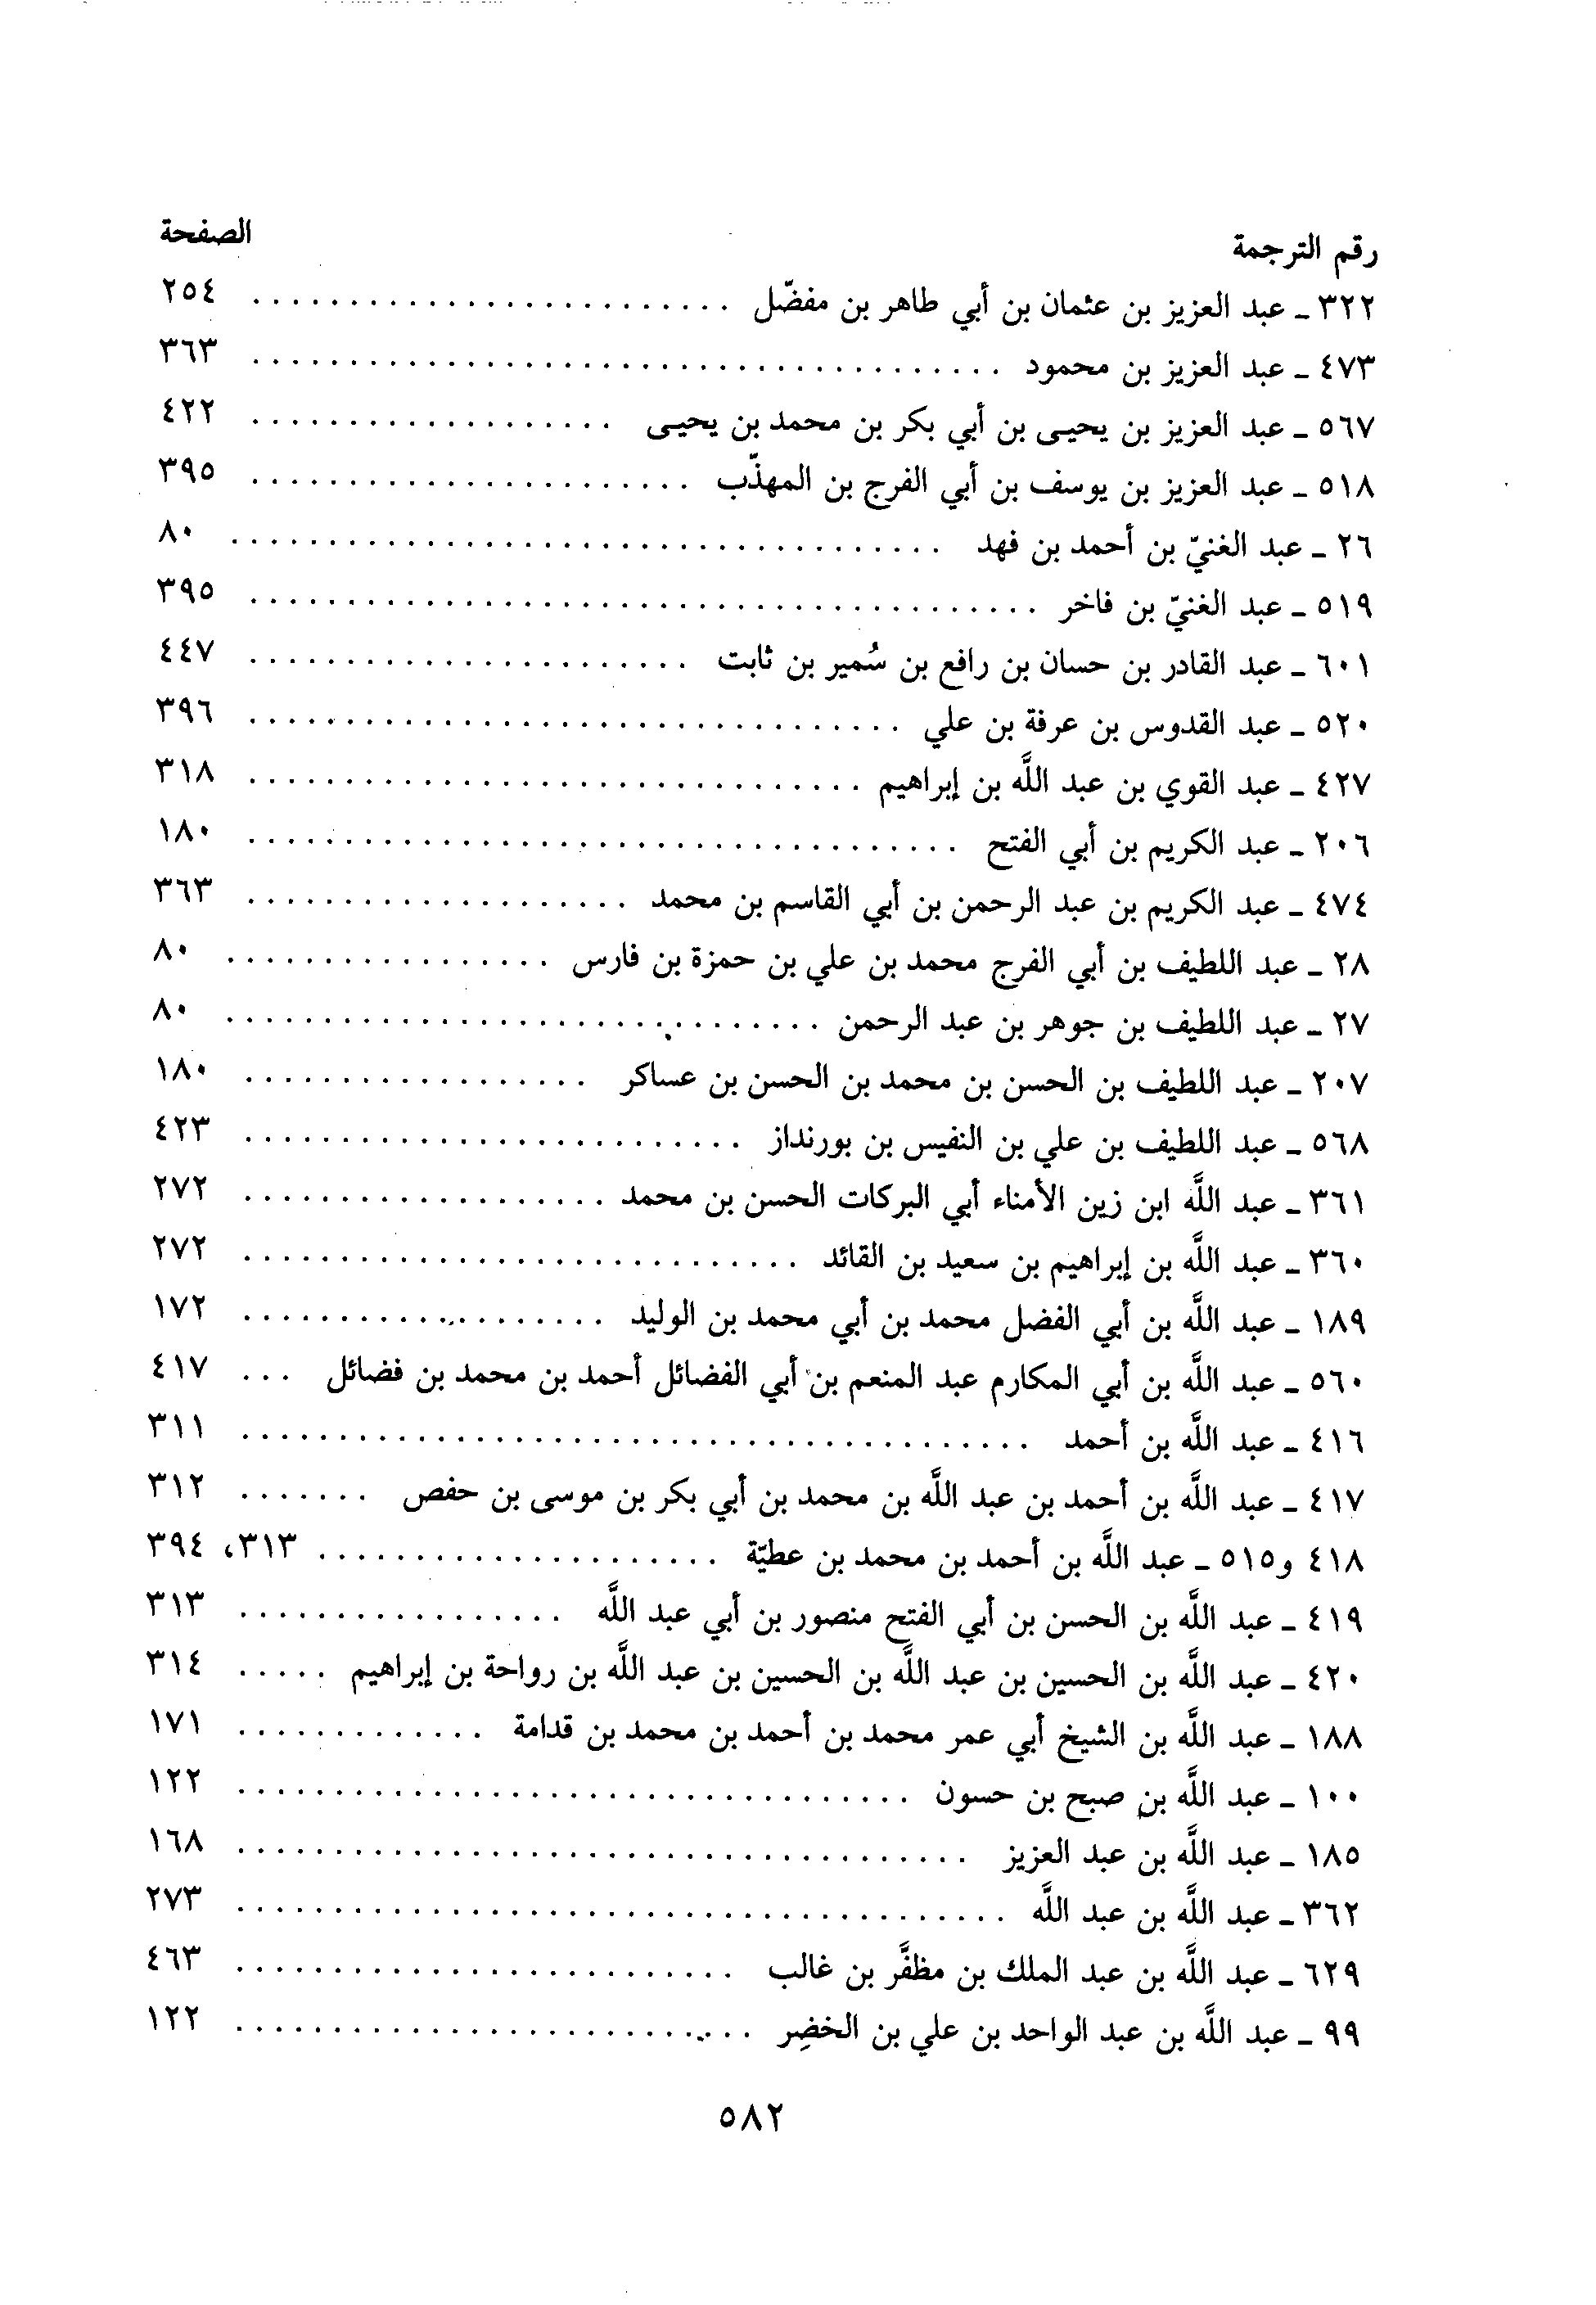 رقم الترجمة الصفحة
٣٢٢ ـ عبد العزيز بن عثمان بن أبي طاهر بن مفضّل . . . . . . . . . . . . . . . . . . . . . . . . . ٢٥٤
٤٧٣ ـ عبد العزيز بن محمود . . . . . . . . . . . . . . . . . . . . . . . . . . . . . . . . . . . . . . . ٣٦٣
٥٦٧ ـ عبد العزيز بن يحيـى بن أبي بكر بن محمد بن يحيـى . . . . . . . . . . . . . . . . . . . ٤٢٢
٥١٨ ـ عبد العزيز بن يوسف بن أبي الفرج بن المهذّب . . . . . . . . . . . . . . . . . . . . . . . ٣٩٥
٢٦ ـ عبد الغنيّ بن أحمد بن فهد . . . . . . . . . . . . . . . . . . . . . . . . . . . . . . . . . . . . . ٨٠
٥١٩ ـ عبد الغنيّ بن فاخر . . . . . . . . . . . . . . . . . . . . . . . . . . . . . . . . . . . . . . . . . ٣٩٥
٦٠١ ـ عبد القادر بن حسان بن رافع بن سُمير بن ثابت . . . . . . . . . . . . . . . . . . . . . . . ٤٤٧
٥٢٠ ـ عبد القدوس بن عرفة بن علي . . . . . . . . . . . . . . . . . . . . . . . . . . . . . . . . . . ٣٩٦
٤٢٧ ـ عبد القوي بن عبد اللَّه بن إبراهيم . . . . . . . . . . . . . . . . . . . . . . . . . . . . . . . . ٣١٨
٢٠٦ ـ عبد الكريم بن أبي الفتح . . . . . . . . . . . . . . . . . . . . . . . . . . . . . . . . . . . . . ١٨٠
٤٧٤ ـ عبد الكريم بن عبد الرحمن بن أبي القاسم بن محمد . . . . . . . . . . . . . . . . . . . . ٣٦٣
٢٨ ـ عبد اللطيف بن أبي الفرج محمد بن علي بن حمزة بن فارس . . . . . . . . . . . . . . . . . ٨٠
٢٧ ـ عبد اللطيف بن جوهر بن عبد الرحمن . . . . . . . . . . . . . . . . . . . . . . . . . . . . . . . ٨٠
٢٠٧ ـ عبد اللطيف بن الحسن بن محمد بن الحسن بن عساكر . . . . . . . . . . . . . . . . . . ١٨٠
٥٦٨ ـ عبد اللطيف بن علي بن النفيس بن بورنداز . . . . . . . . . . . . . . . . . . . . . . . . . . ٤٢٣
٣٦١ ـ عبد اللَّه ابن زين الأمناء أبي البركات الحسن بن محمد . . . . . . . . . . . . . . . . . . . ٢٧٢
٣٦٠ ـ عبد اللَّه بن إبراهيم بن سعيد بن القائد . . . . . . . . . . . . . . . . . . . . . . . . . . . . . ٢٧٢
١٨٩ ـ عبد اللَّه بن أبي الفضل محمد بن أبي محمد بن الوليد . . . . . . . . . . . . . . . . . . . ١٧٢
٥٦٠ ـ عبد اللَّه بن أبي المكارم عبد المنعم بن أبي الفضائل أحمد بن محمد بن فضائل . . . ٤١٧
٤١٦ ـ عبد اللَّه بن أحمد . . . . . . . . . . . . . . . . . . . . . . . . . . . . . . . . . . . . . . . . . ٣١١
٤١٧ ـ عبد اللَّه بن أحمد بن عبد اللَّه بن محمد بن أبي بكر بن موسى بن حفص . . . . . . . ٣١٢
٤١٨ و٥١٥ ـ عبد اللَّه بن أحمد بن محمد بن عطيّة . . . . . . . . . . . . . . . . . . . . . ٣١٣، ٣٩٤
٤١٩ ـ عبد اللَّه بن الحسن بن أبي الفتح منصور بن أبي عبد اللَّه . . . . . . . . . . . . . . . . . ٣١٣
٤٢٠ ـ عبد اللَّه بن الحسين بن عبد اللَّه بن الحسين بن عبد اللَّه بن رواحة بن إبراهيم . . . . . ٣١٤
١٨٨ ـ عبد اللَّه بن الشيخ أبي عمر محمد بن أحمد بن محمد بن قدامة . . . . . . . . . . . . . ١٧١
١٠٠ ـ عبد اللَّه بن صبح بن حسون . . . . . . . . . . . . . . . . . . . . . . . . . . . . . . . . . . . ١٢٢
١٨٥ ـ عبد اللَّه بن عبد العزيز . . . . . . . . . . . . . . . . . . . . . . . . . . . . . . . . . . . . . . ١٦٨
٣٦٢ ـ عبد اللَّه بن عبد اللَّه . . . . . . . . . . . . . . . . . . . . . . . . . . . . . . . . . . . . . . . . ٢٧٣
٦٢٩ ـ عبد اللَّه بن عبد الملك بن مظفَّر بن غالب . . . . . . . . . . . . . . . . . . . . . . . . . . ٤٦٣
٩٩ ـ عبد اللَّه بن عبد الواحد بن علي بن الخضِر . . . . . . . . . . . . . . . . . . . . . . . . . . . ١٢٢
٥٨٢